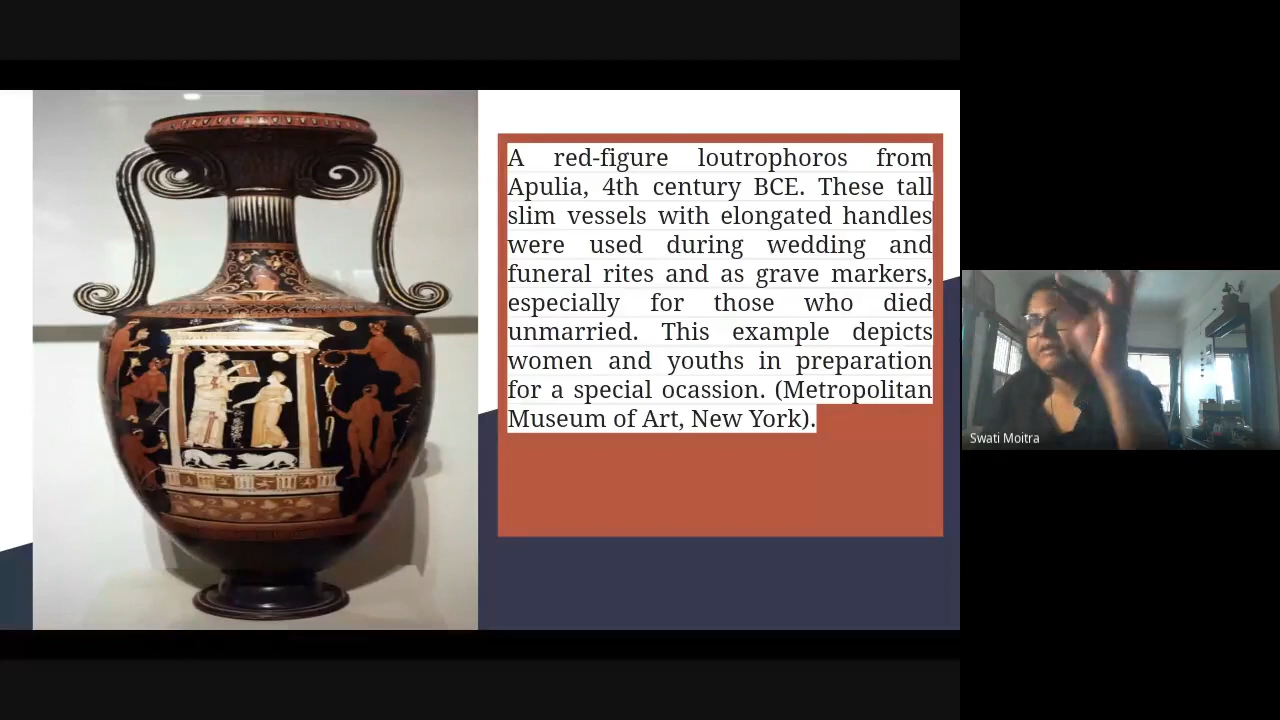 A red-figure loutrophoros from
Apulia, 4th century BCE. These tall
slim vessels with elongated handles
were used during wedding and
funeral rites and as grave markers,
especially for those who died
unmarried. This example depicts
women and youths in preparation
for a special ocassion. (Metropolitan
Museum of Art, New York).
Swati Moitra